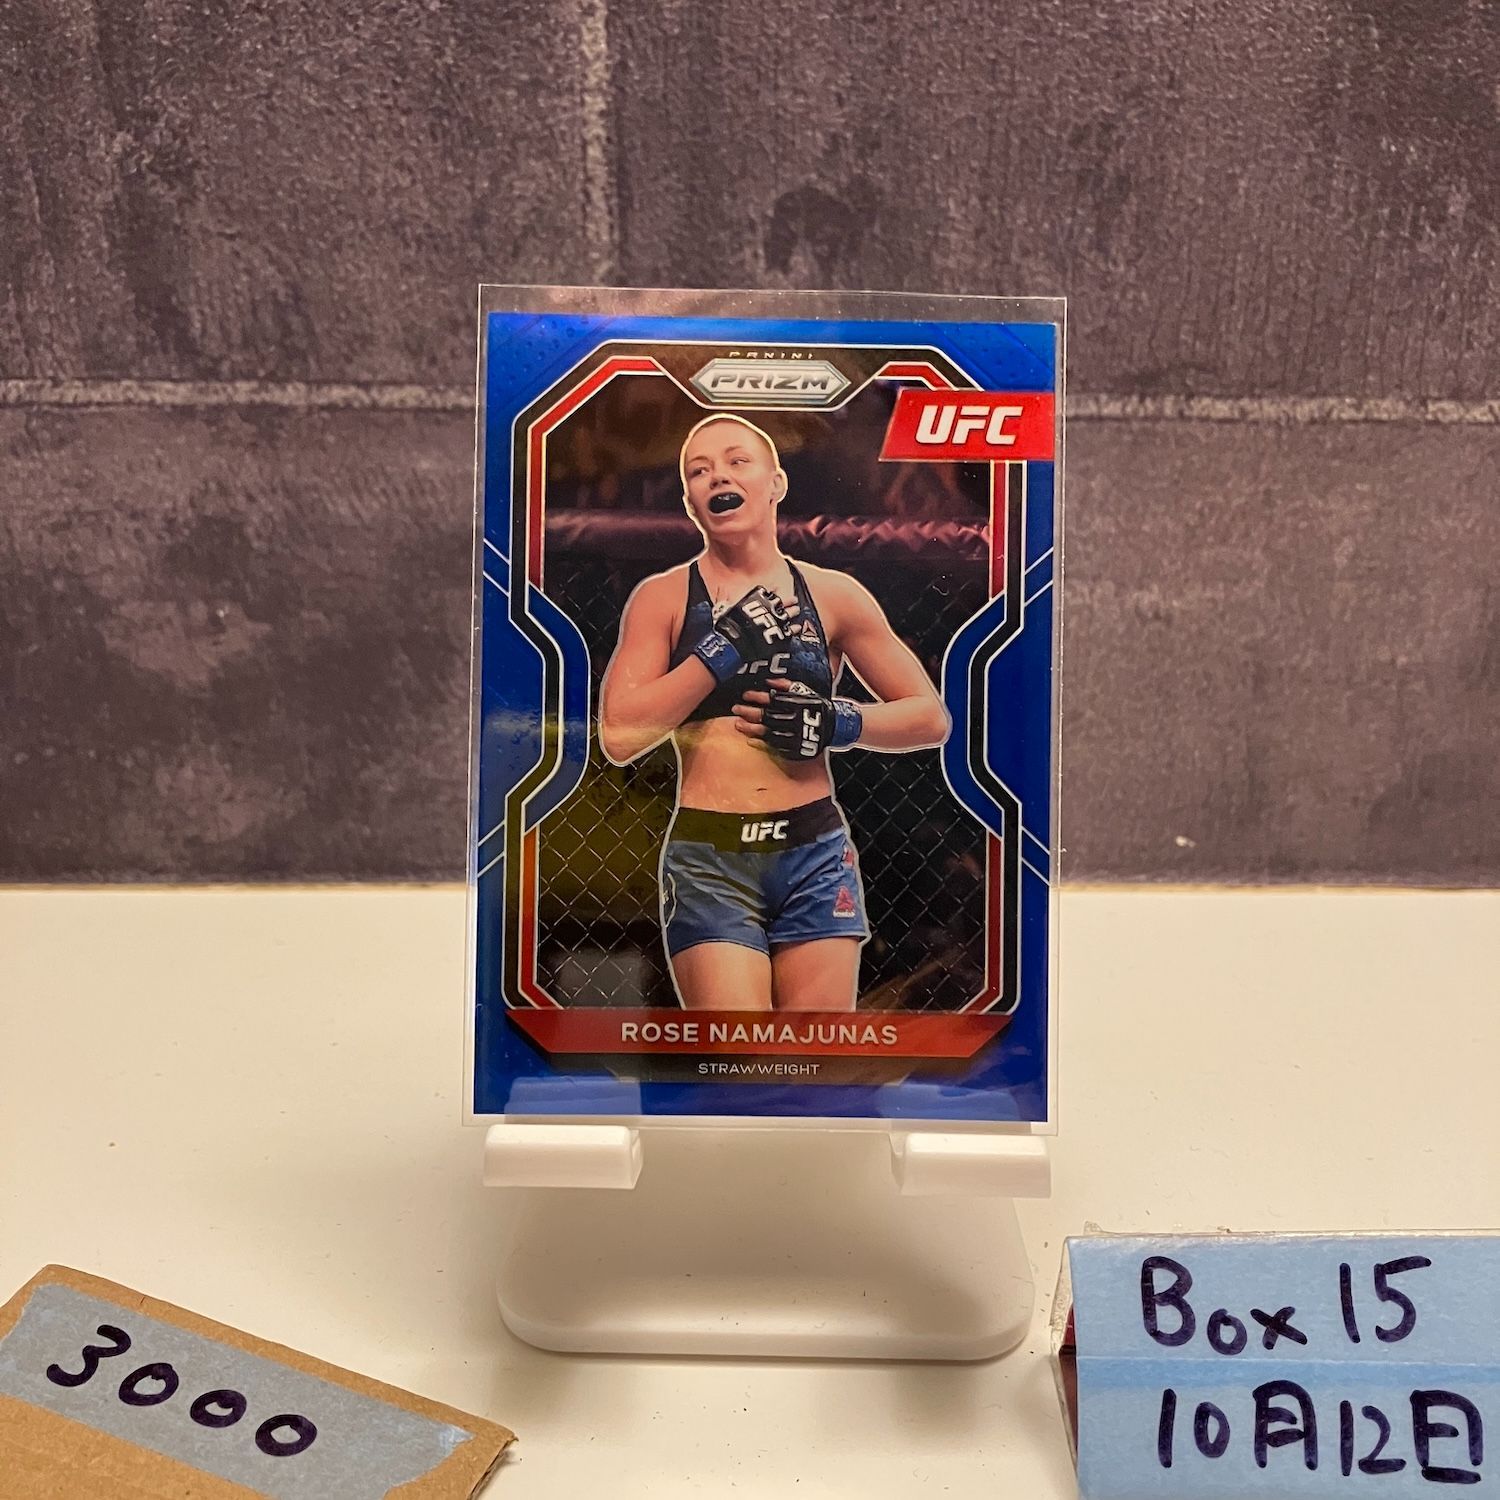 PANINI
PRIZM
UFC
UFC
UFC
UFC
UFC
ROSE NAMAJUNAS
STRAWWEIGHT
3000
Box 15
10月12日